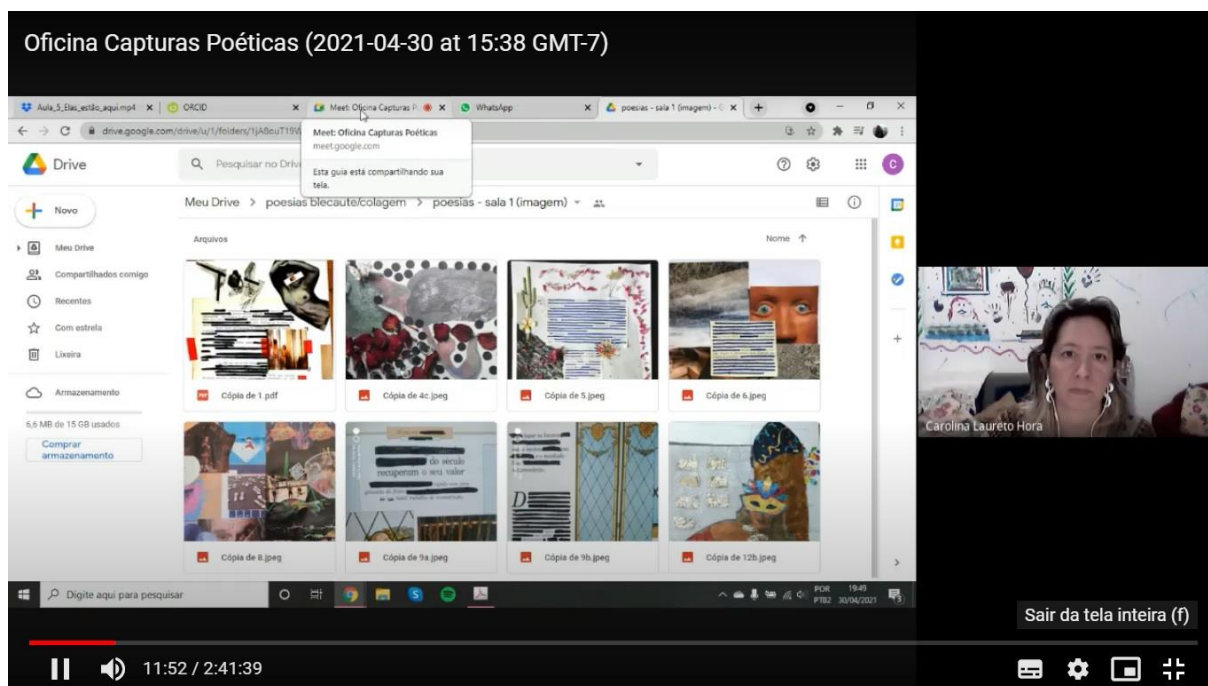 Oficina Capturas Poéticas (2021-04-30 at 15:38 GMT-7)
Aula_5_Elas_estão_aqui.mp4
ORCID
Meet: Oficina Capturas P
WhatsApp
poesias - sala 1 (imagem) -
drive.google.com/drive/u/1/folders/
Meet: Oficina Capturas Poéticas
meet.google.com
Esta guia está compartilhando sua
tela.
Drive
Pesquisar no Driv
C
Novo
Meu Drive > poesias blecaute/colagem > poesias - sala 1 (imagem)
Arquivos
Nome
Meu Drive
Compartilhados comigo
Recentes
Com estrela
Lixeira
Armazenamento
6,6 MB de 15 GB usados
Comprar
armazenamento
Cópia de 1.pdf
Cópia de 4c.jpeg
Cópia de 5.jpeg
Cópia de 6.jpeg
do século
recuperam o seu valor
D
Cópia de 8.jpeg
Cópia de 9a.jpeg
Cópia de 9b.jpeg
Cópia de 12b.jpeg
Carolina Laureto Hora
Digite aqui para pesquisar
POR 19:49
PTB2 30/04/2021
Sair da tela inteira (f)
11:52 / 2:41:39